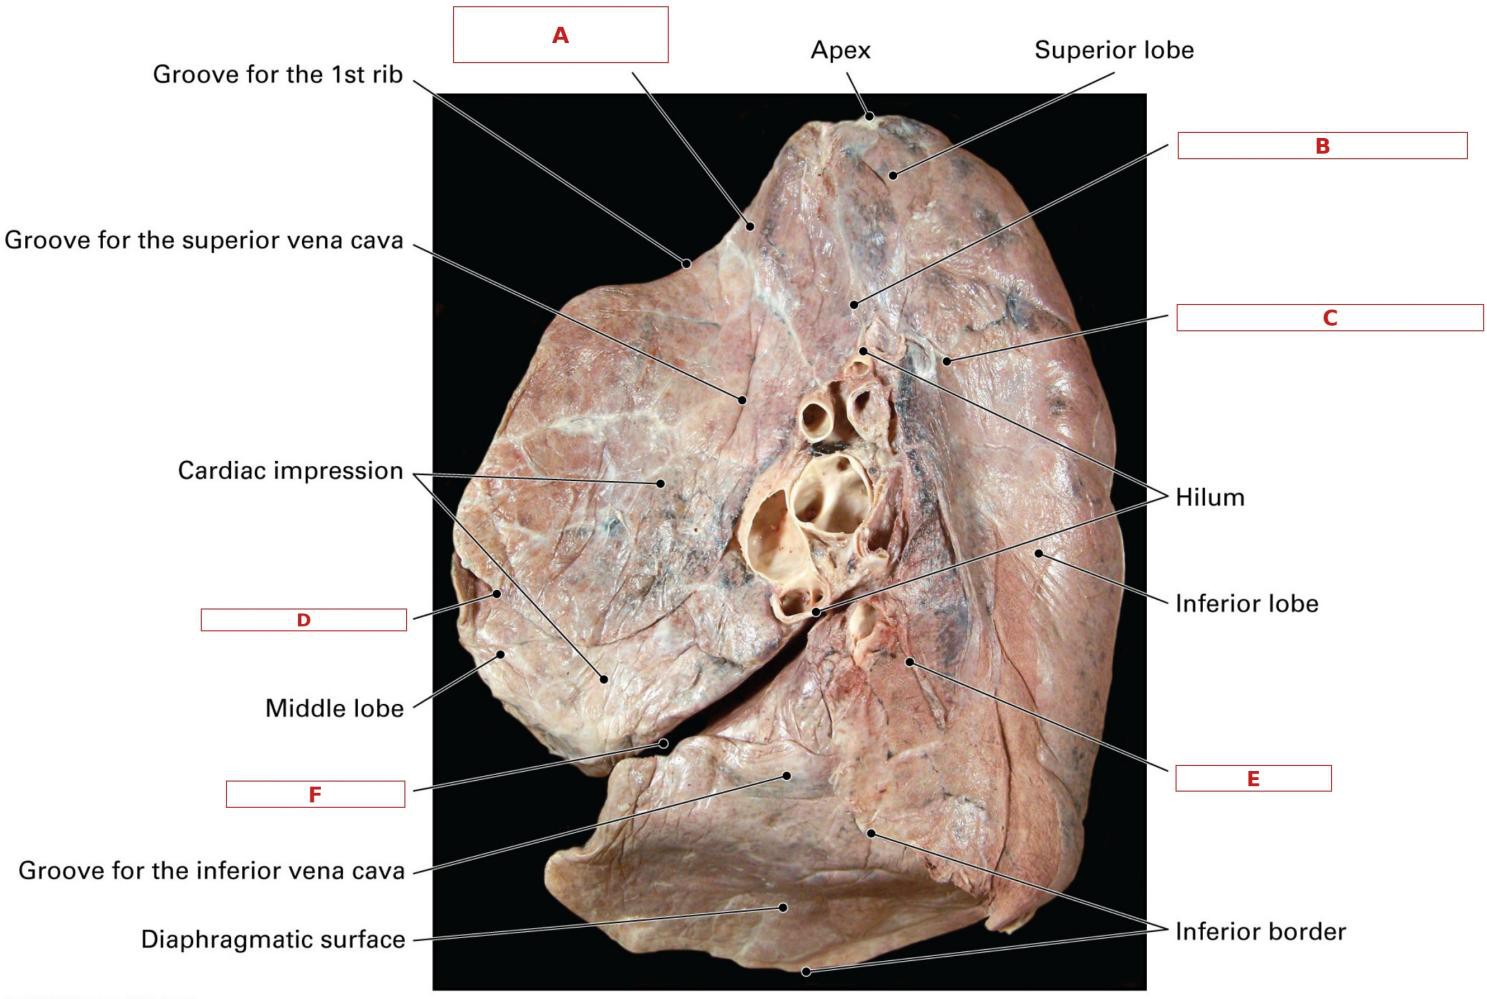 A
Apex
Superior lobe
Groove for the 1st rib
B
Groove for the superior vena cava
C
Cardiac impression
Hilum
Inferior lobe
D
Middle lobe
E
F
Groove for the inferior vena cava
Inferior border
Diaphragmatic surface